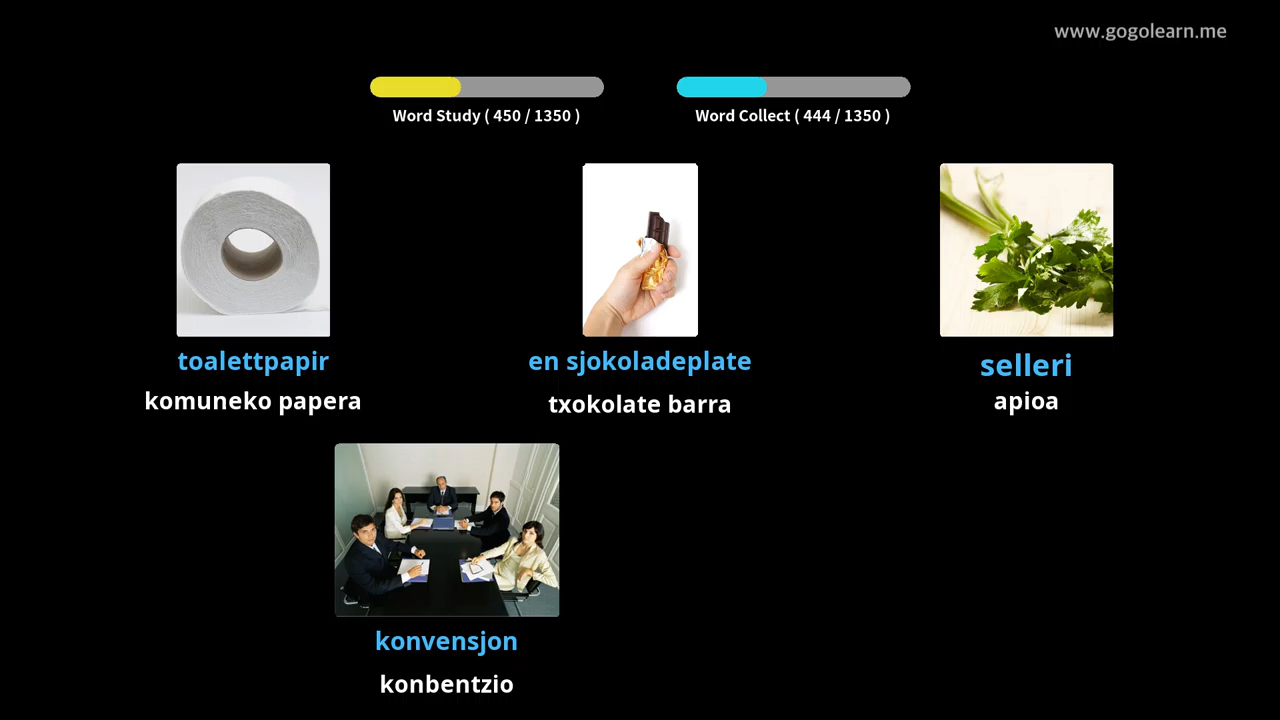 www.gogolearn.me
Word Study ( 450 / 1350 )
Word Collect ( 444 / 1350 )
toalettpapir
komuneko papera
en sjokoladeplate
txokolate barra
selleri
apioa
konvensjon
konbentzio